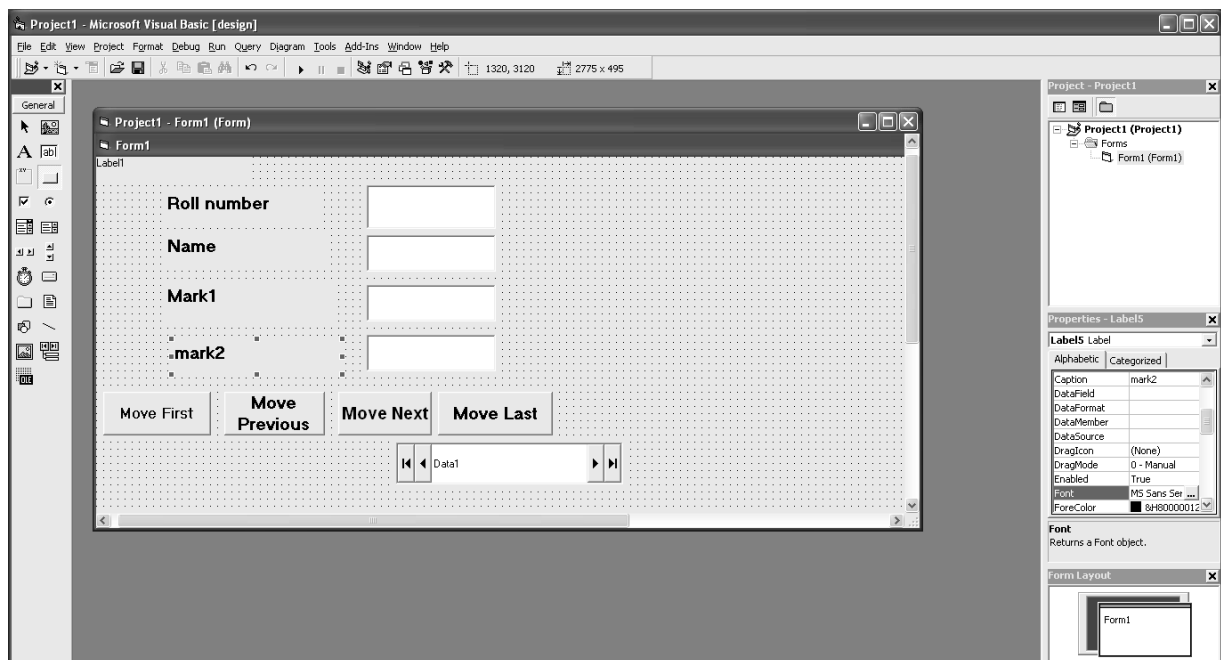 Project1 - Microsoft Visual Basic [design]
File Edit View Project Format Debug Run Query Diagram Tools Add-Ins Window Help
1320, 3120 2775 x 495
General
A ab|
xv
OLE
Project1 - Form1 (Form)
Form1
Label1
Roll number
Name
Mark1
mark2
Move First Move Previous Move Next Move Last
Data1
Project - Project1
Project1 (Project1)
Forms
Form1 (Form1)
Properties - Label5
Label5 Label
Alphabetic Categorized
Caption mark2
DataField
DataFormat
DataMember
DataSource
DragIcon (None)
DragMode 0 - Manual
Enabled True
Font MS Sans Ser ...
ForeColor &H80000012
Font
Returns a Font object.
Form Layout
Form1